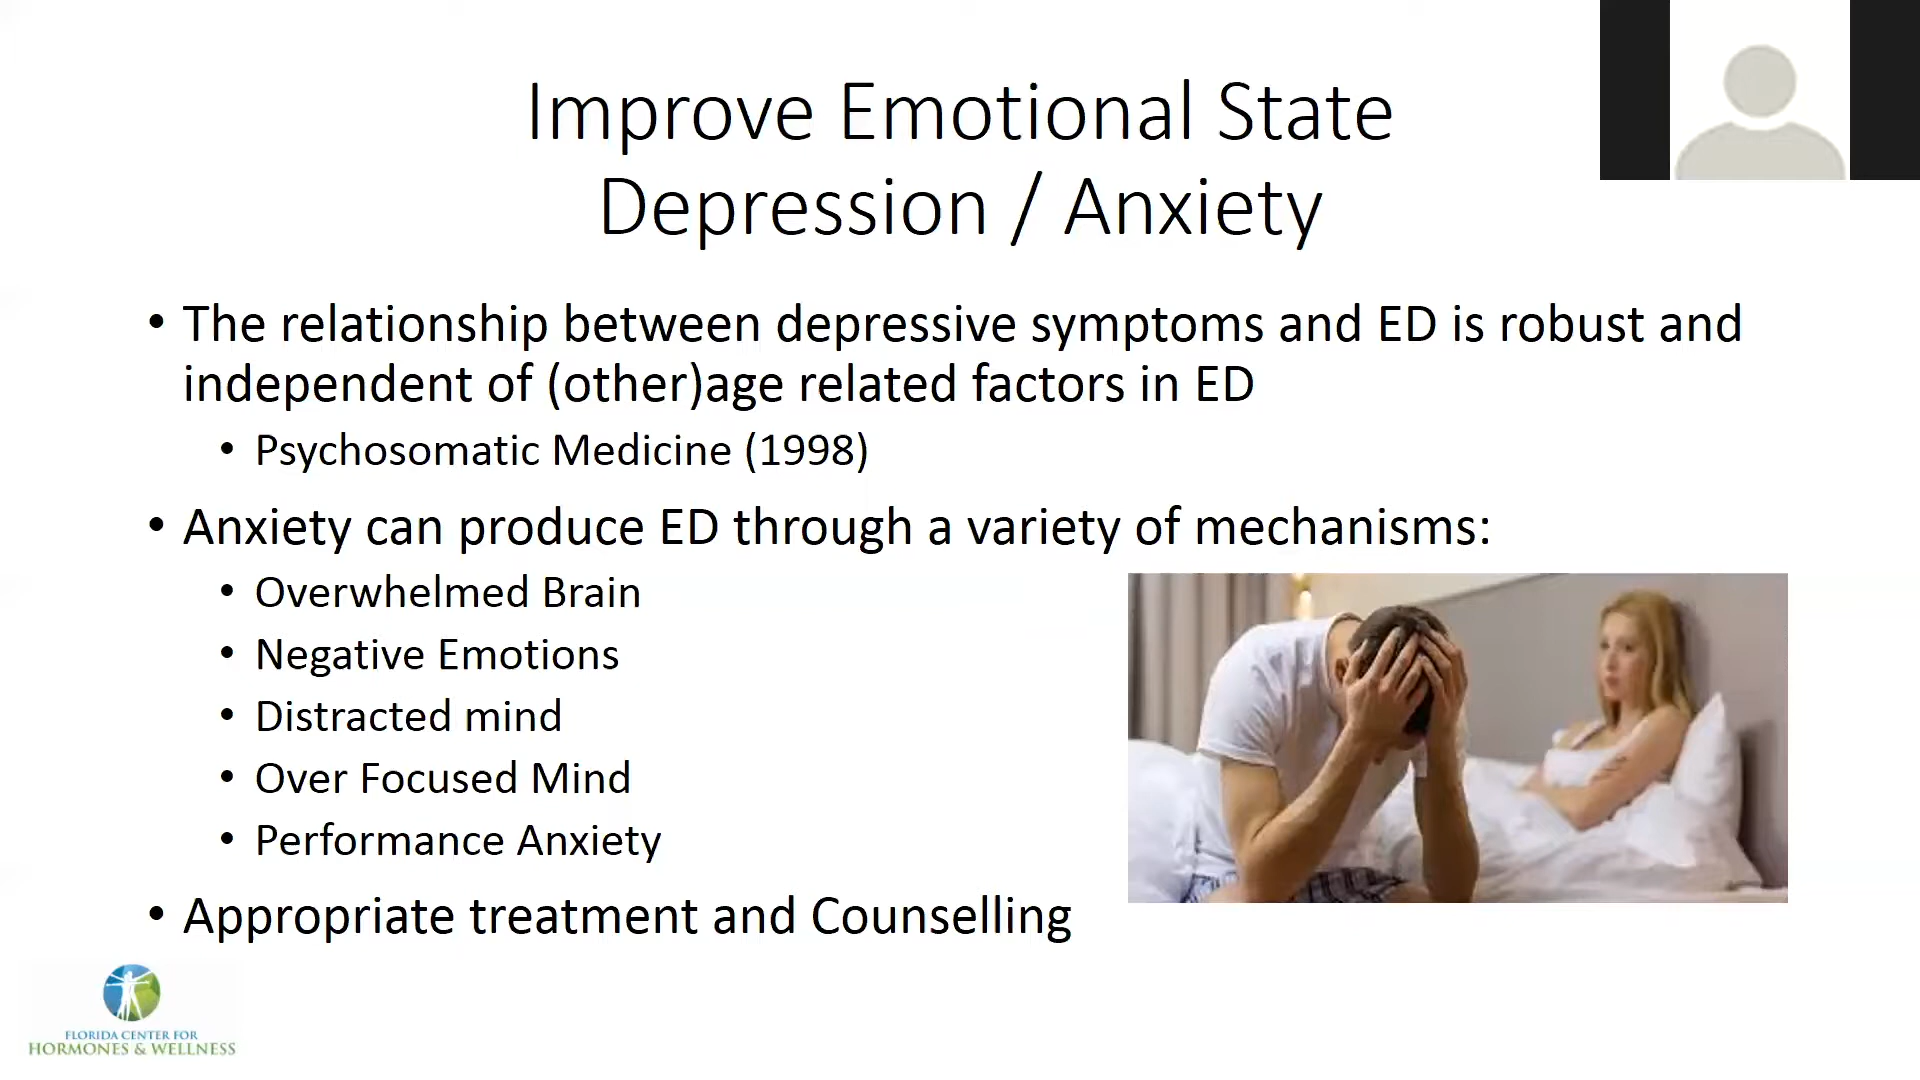 Improve Emotional State
Depression / Anxiety
• The relationship between depressive symptoms and ED is robust and
independent of (other)age related factors in ED
• Psychosomatic Medicine (1998)
• Anxiety can produce ED through a variety of mechanisms:
• Overwhelmed Brain
• Negative Emotions
• Distracted mind
• Over Focused Mind
• Performance Anxiety
• Appropriate treatment and Counselling
FLORIDA CENTER FOR
HORMONES & WELLNESS